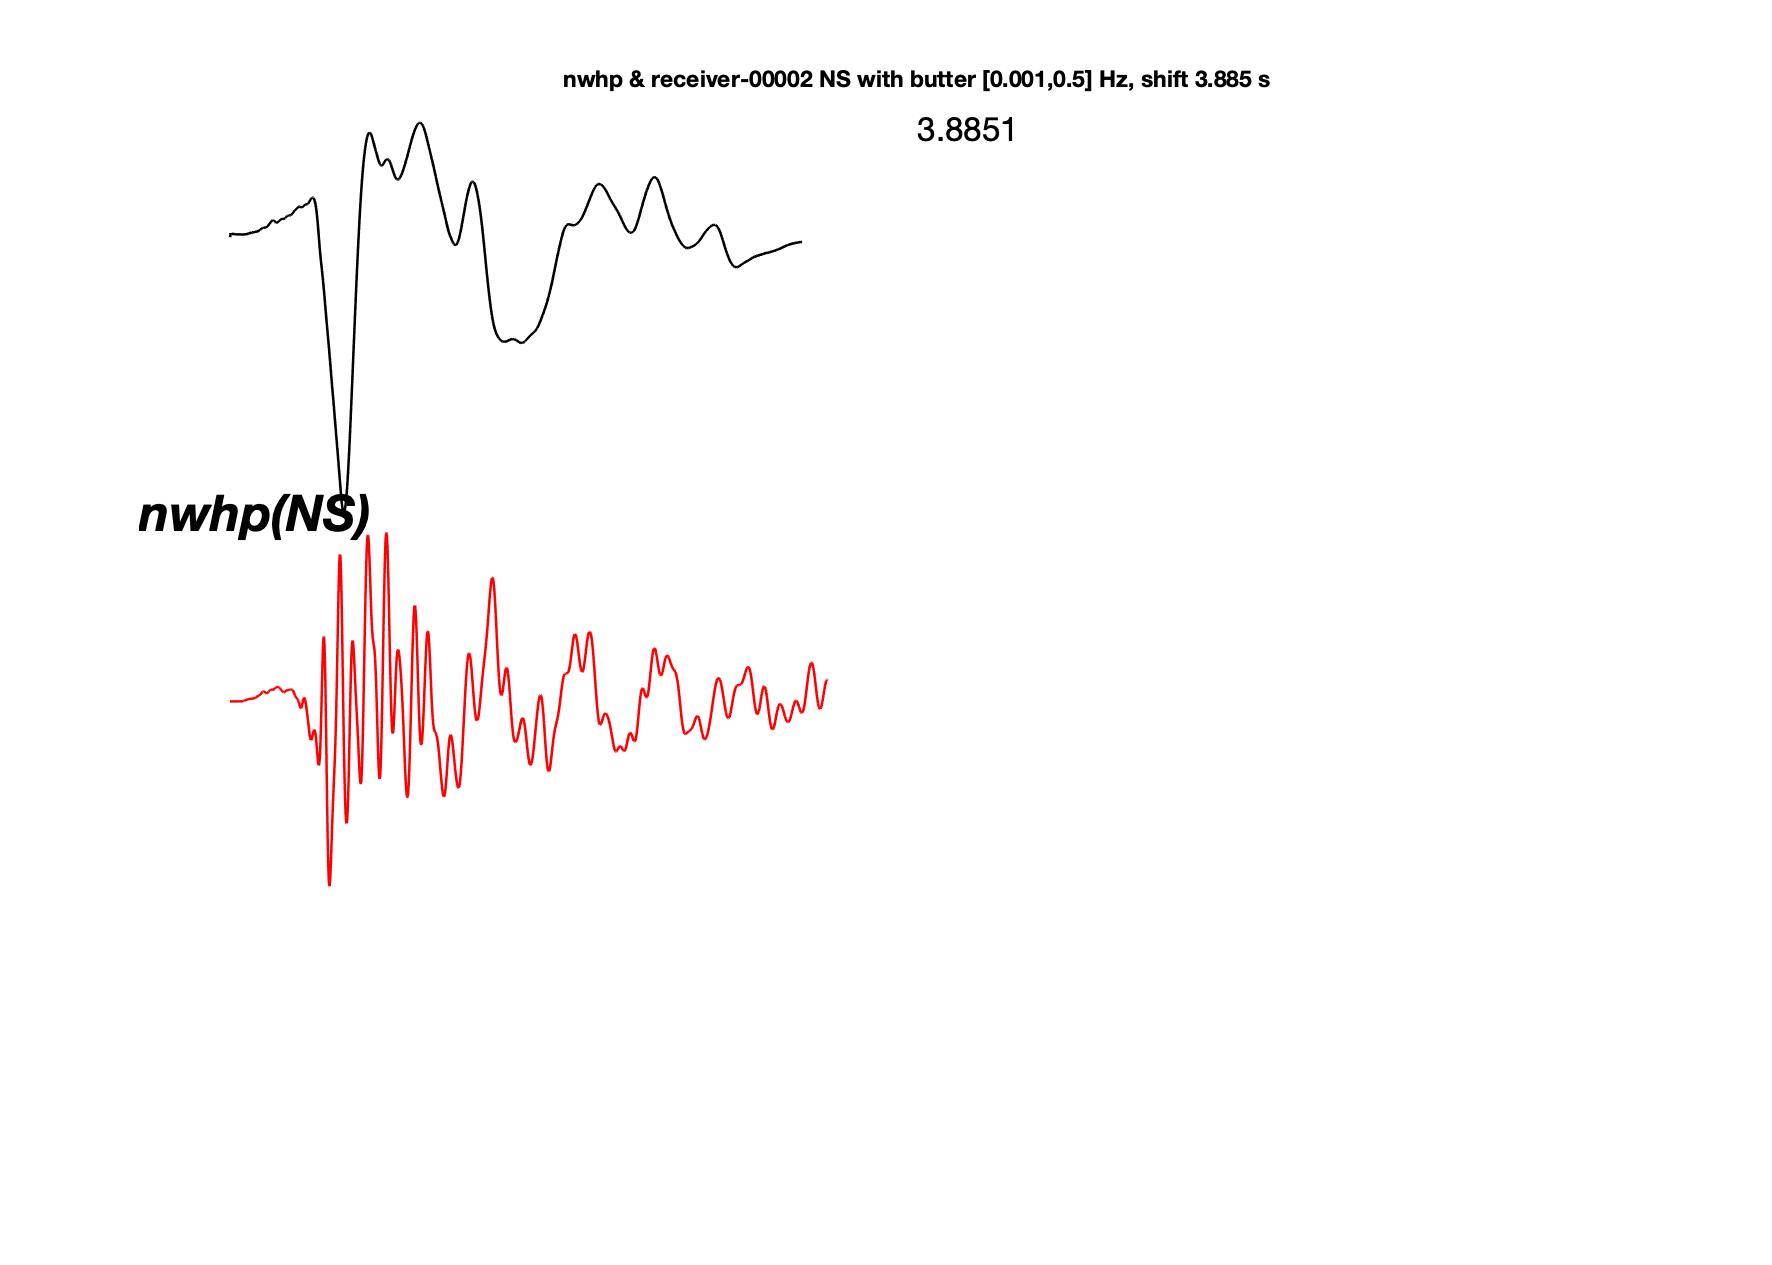 nwhp & receiver-00002 NS with butter [0.001,0.5] Hz, shift 3.885 s
3.8851
nwhp(NS)